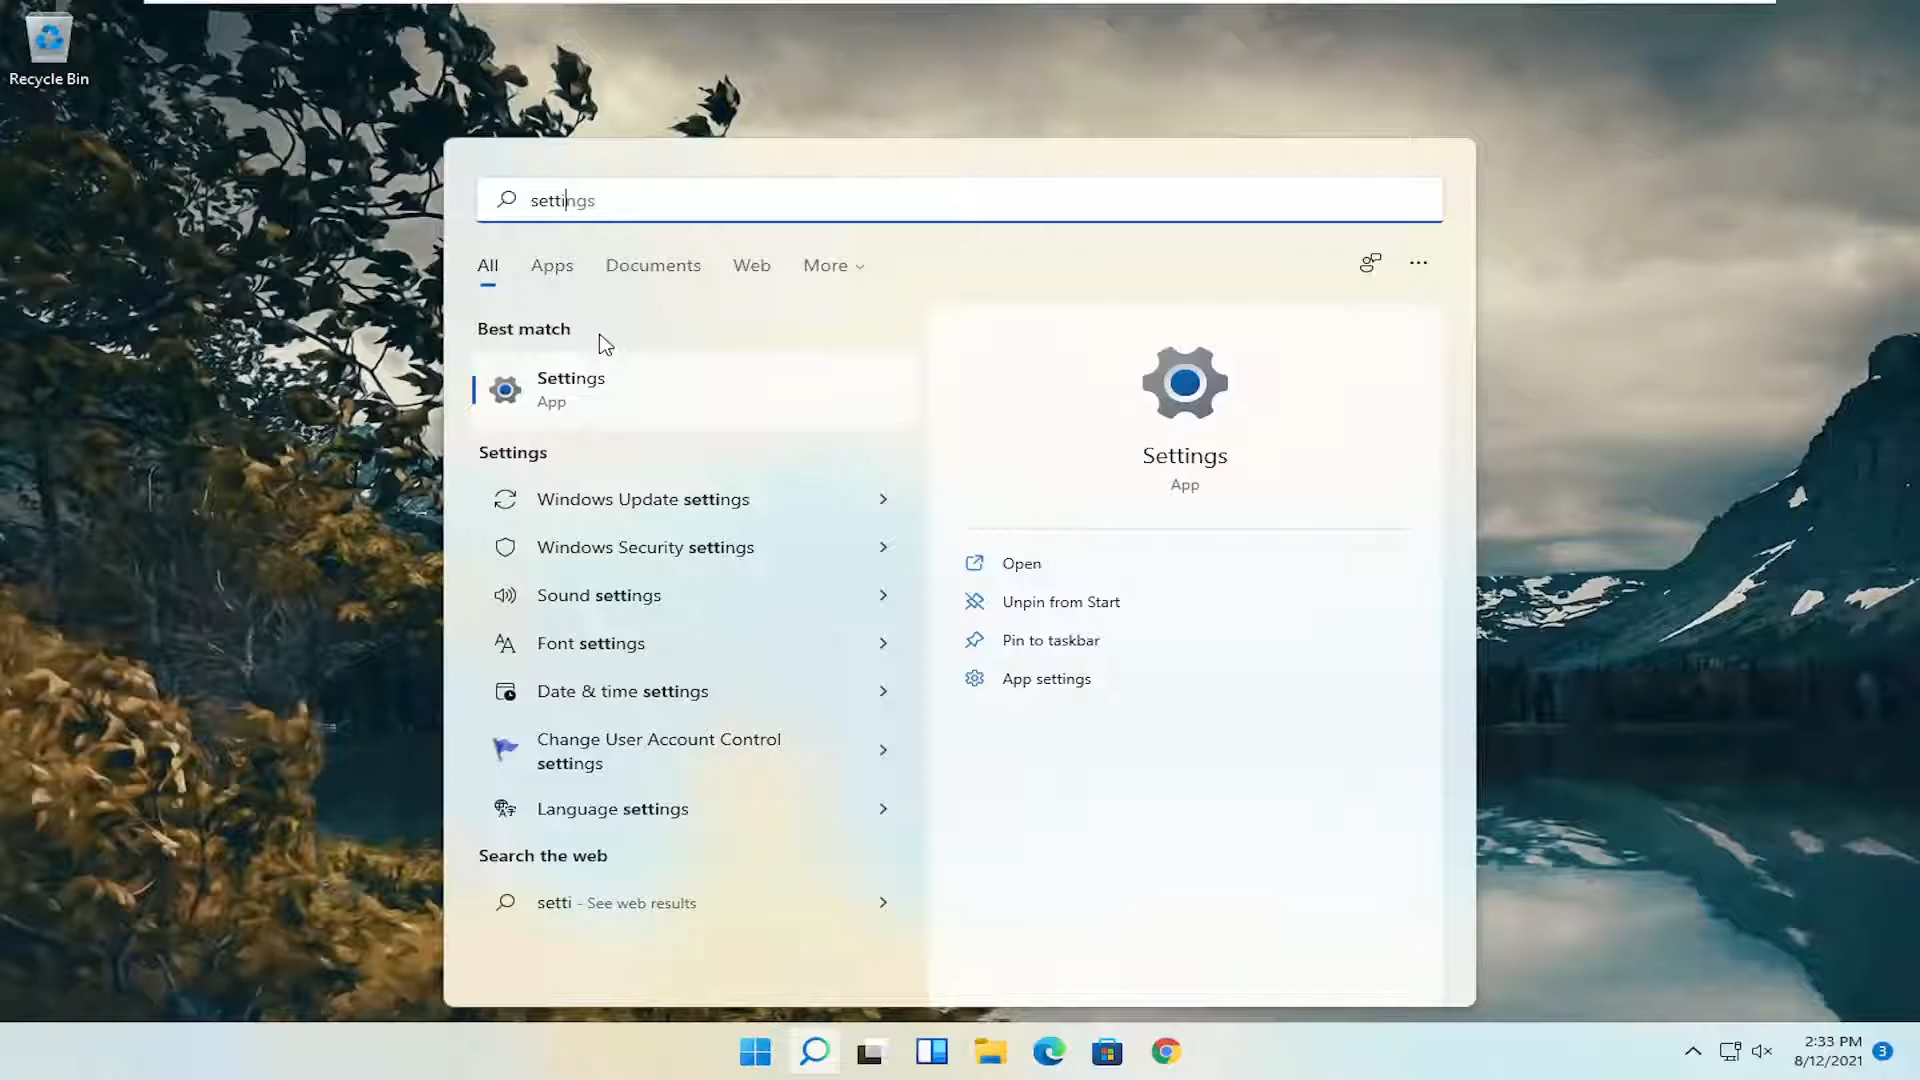 Recycle Bin
settings
All Apps Documents Web More
Best match
Settings
App
Settings
Windows Update settings
Windows Security settings
Sound settings
Font settings
Date & time settings
Change User Account Control
settings
Language settings
Search the web
setti - See web results
Settings
App
Open
Unpin from Start
Pin to taskbar
App settings
2:33 PM
8/12/2021
3